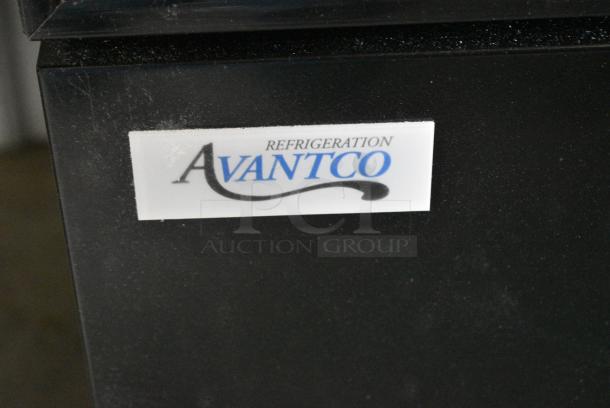 REFRIGERATION
AVANTCO
PCI
AUCTION GROUP